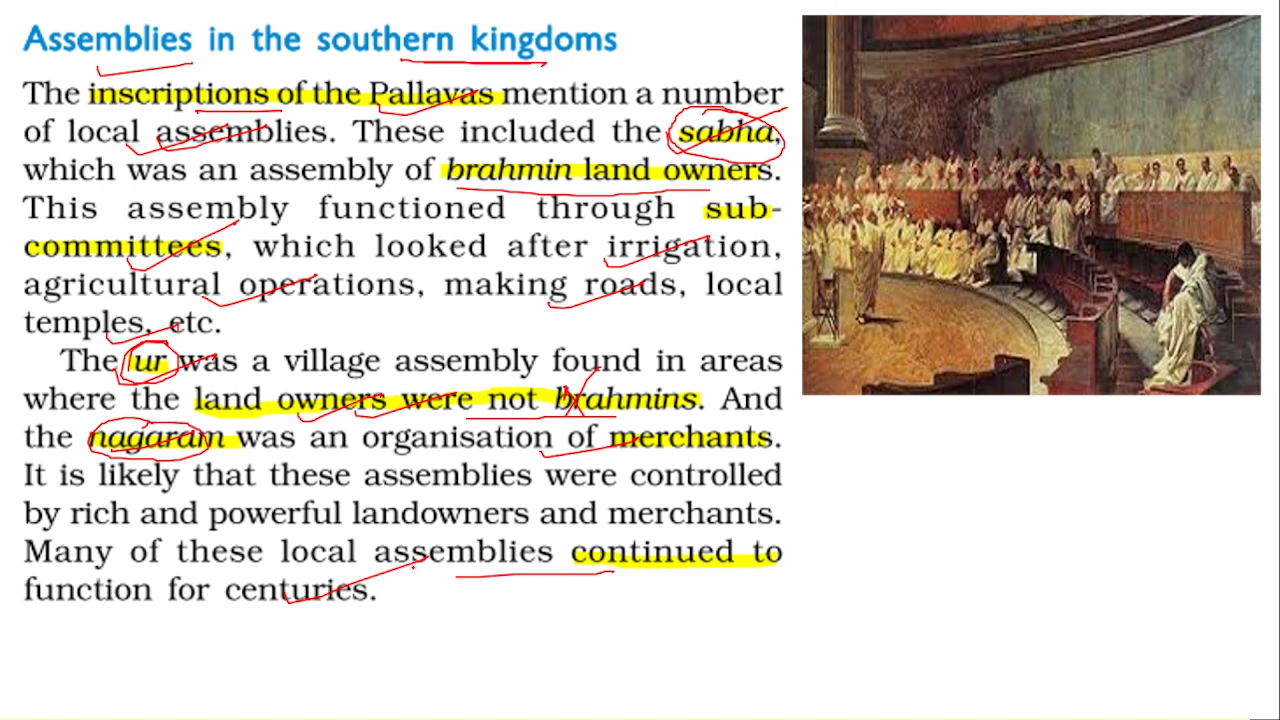 Assemblies in the southern kingdoms
The inscriptions of the Pallavas mention a number
of local assemblies. These included the sabha,
which was an assembly of brahmin land owners.
This assembly functioned through sub-
committees, which looked after irrigation,
agricultural operations, making roads, local
temples, etc.
The ur was a village assembly found in areas
where the land owners were not brahmins. And
the nagaram was an organisation of merchants.
It is likely that these assemblies were controlled
by rich and powerful landowners and merchants.
Many of these local assemblies continued to
function for centuries.